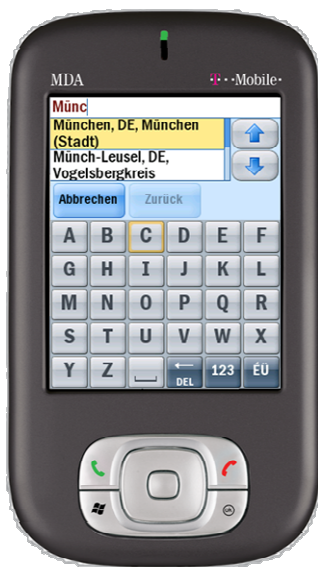 MDA T··Mobile·
Münc
München, DE, München
(Stadt)
Münch-Leusel, DE,
Vogelsbergkreis
Abbrechen Zurück
A B C D E F
G H I J K L
M N O P Q R
S T U V W X
Y Z DEL 123 ÉÜ